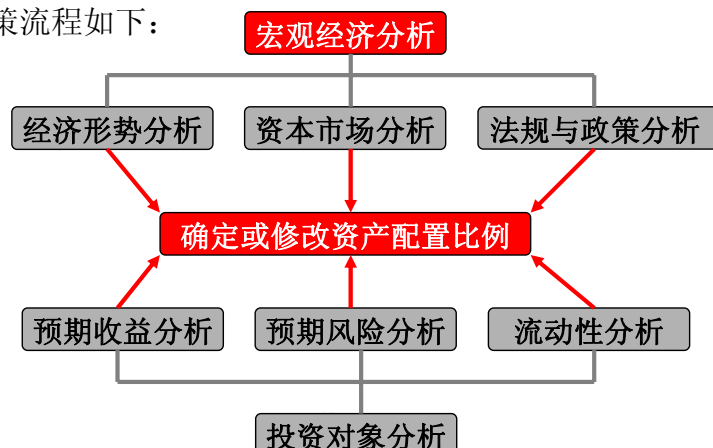 策流程如下：
宏观经济分析
经济形势分析 资本市场分析 法规与政策分析
确定或修改资产配置比例
预期收益分析 预期风险分析 流动性分析
投资对象分析